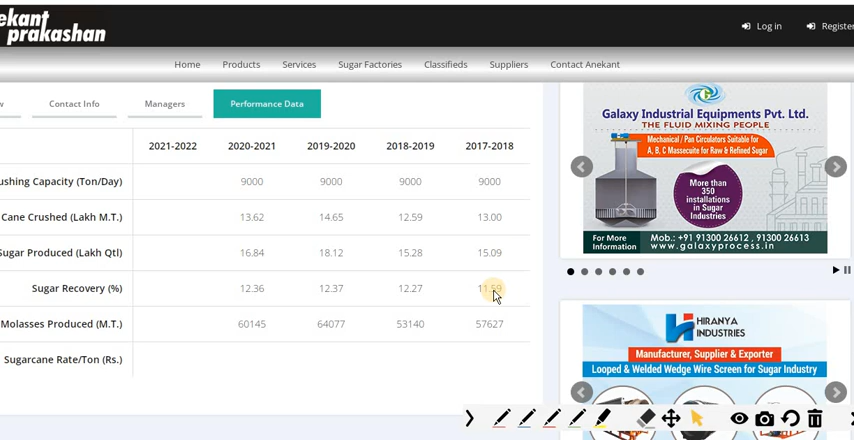 ekant
prakashan
Log in
Register
Home Products Services Sugar Factories Classifieds Suppliers Contact Anekant
w Contact Info Managers Performance Data
2021-2022 2020-2021 2019-2020 2018-2019 2017-2018
ushing Capacity (Ton/Day) 9000 9000 9000 9000
Cane Crushed (Lakh M.T.) 13.62 14.65 12.59 13.00
Sugar Produced (Lakh Qtl) 16.84 18.12 15.28 15.09
Sugar Recovery (%) 12.36 12.37 12.27 11.59
Molasses Produced (M.T.) 60145 64077 53140 57627
Sugarcane Rate/Ton (Rs.)
Galaxy Industrial Equipments Pvt. Ltd.
THE FLUID MIXING PEOPLE
Mechanical / Pan Circulators Suitable for
A, B, C Massecuite for Raw & Refined Sugar
More than
350
installations
in Sugar
Industries
For More
Information
Mob.: +91 91300 26612 , 91300 26613
www.galaxyprocess.in
HIRANYA
INDUSTRIES
Manufacturer, Supplier & Exporter
Looped & Welded Wedge Wire Screen for Sugar Industry